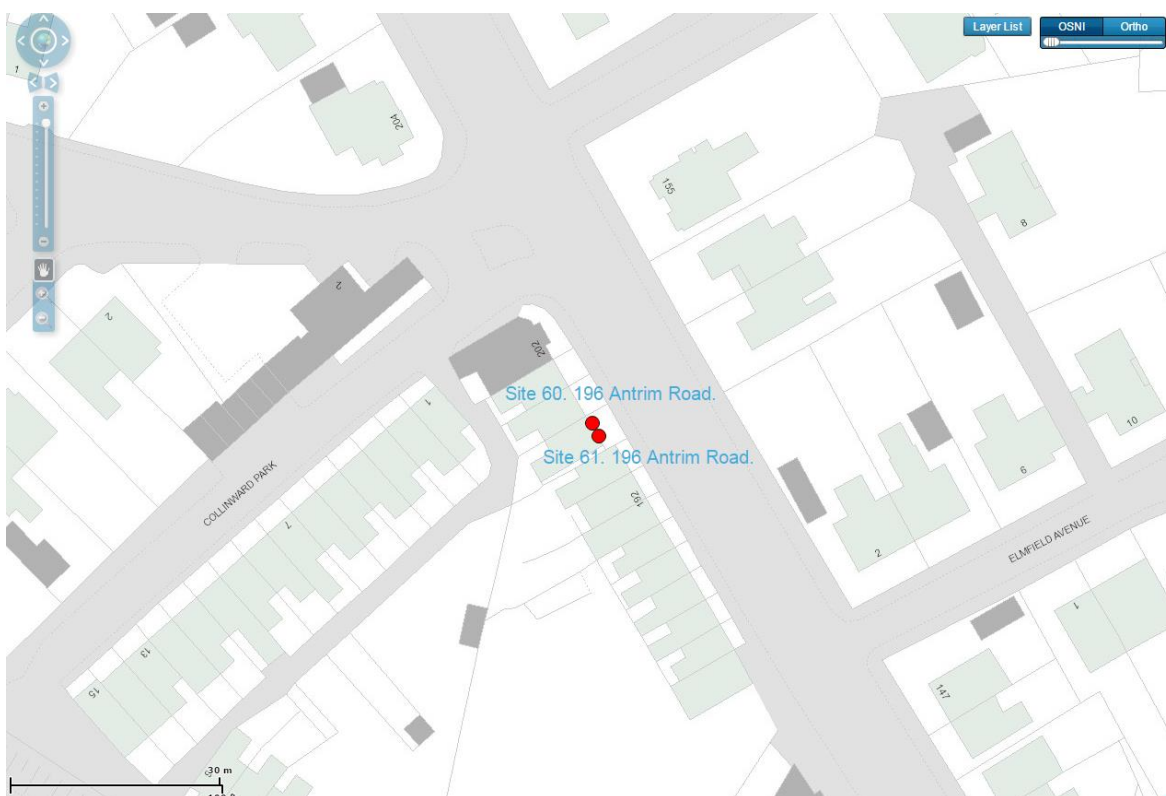 Layer List
OSNI
Ortho
1
204
155
8
2
2
202
Site 60. 196 Antrim Road.
1
10
Site 61. 196 Antrim Road.
6
COLLINWARD PARK
192
7
2
ELMFIELD AVENUE
1
13
147
15
30 m